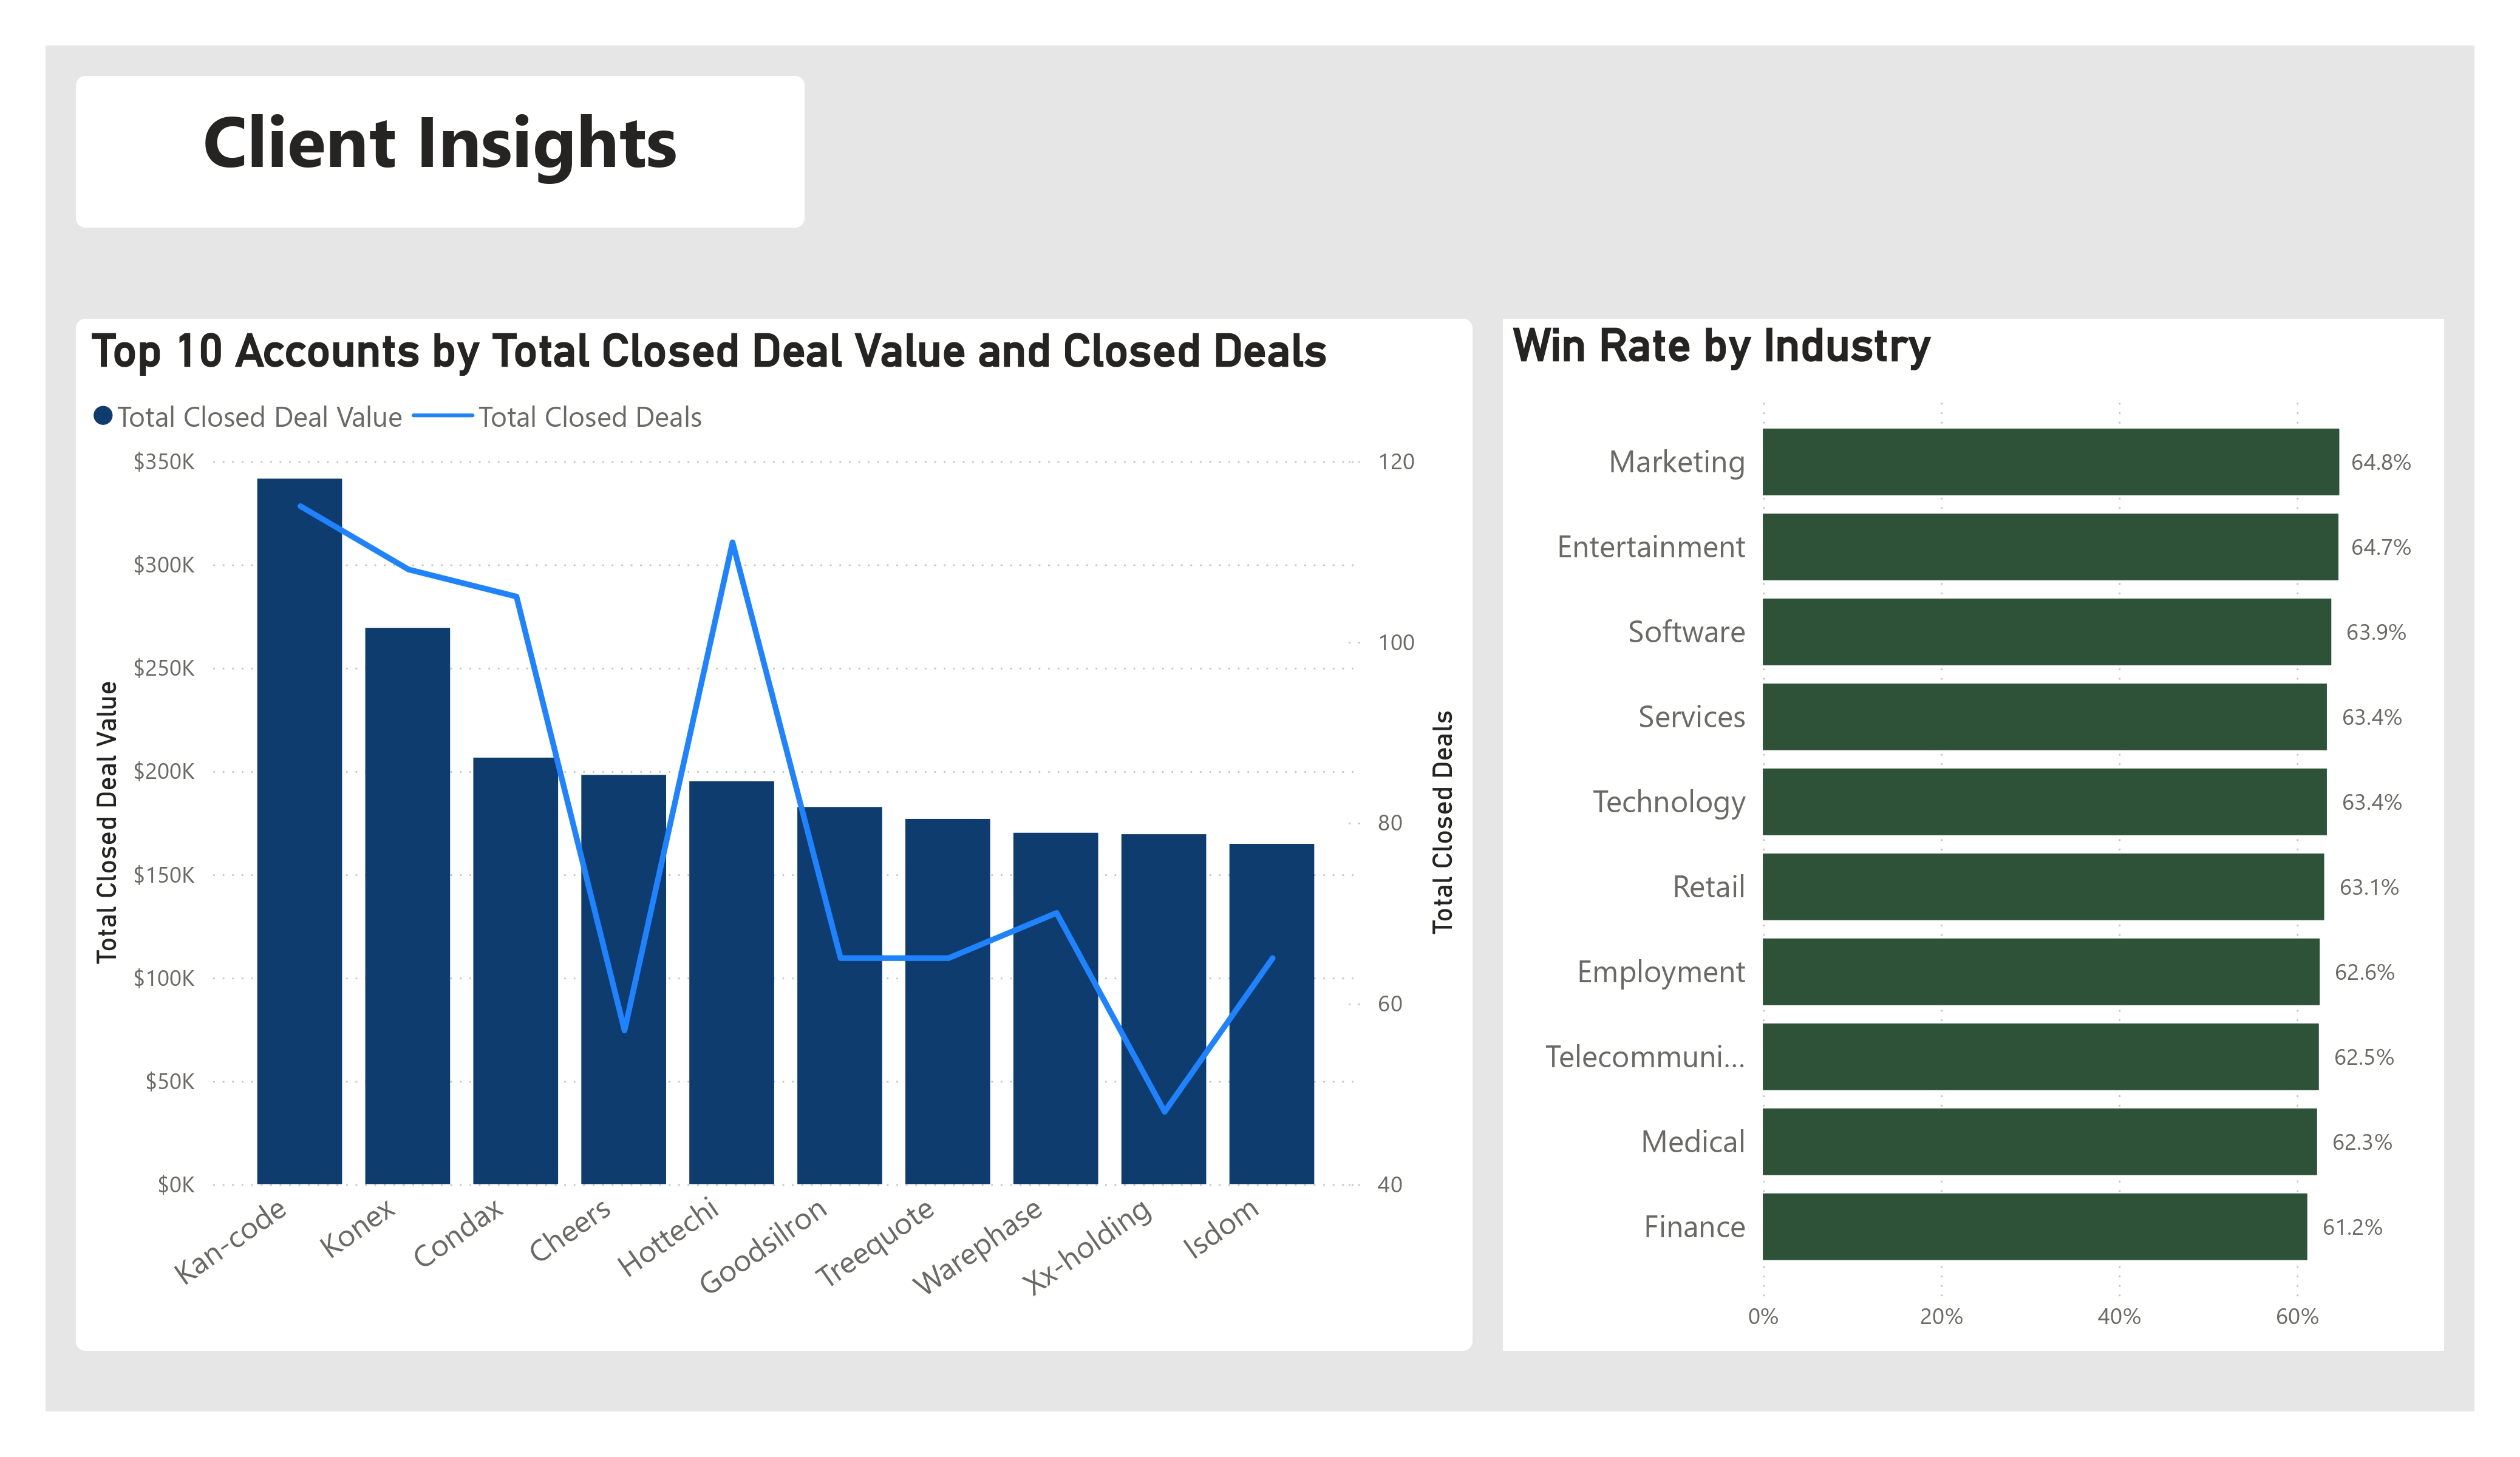 Client Insights
Top 10 Accounts by Total Closed Deal Value and Closed Deals
Total Closed Deal Value Total Closed Deals
Total Closed Deal Value
$350K
$300K
$250K
$200K
$150K
$100K
$50K
$0K
120
100
80
60
40
Total Closed Deals
Kan-code
Konex
Condax
Cheers
Hottechi
Goodsilron
Treequote
Warephase
Xx-holding
Isdom
Win Rate by Industry
Marketing 64.8%
Entertainment 64.7%
Software 63.9%
Services 63.4%
Technology 63.4%
Retail 63.1%
Employment 62.6%
Telecommuni... 62.5%
Medical 62.3%
Finance 61.2%
0% 20% 40% 60%